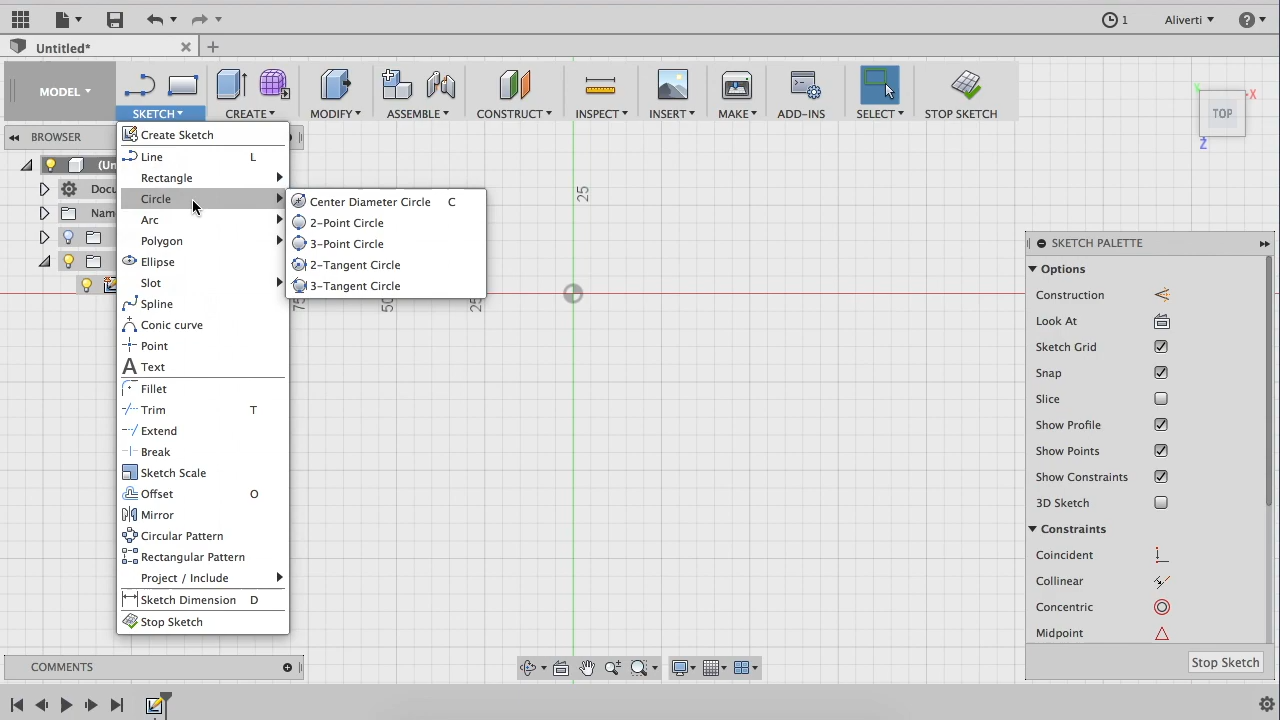 1
Aliverti
Untitled*
MODEL
SKETCH
CREATE
MODIFY
ASSEMBLE
CONSTRUCT
INSPECT
INSERT
MAKE
ADD-INS
SELECT
STOP SKETCH
TOP
X
Y
Z
BROWSER
(Un
Docu
Nam
Create Sketch
Line L
Rectangle
Circle
Arc
Polygon
Ellipse
Slot
Spline
Conic curve
Point
Text
Fillet
Trim T
Extend
Break
Sketch Scale
Offset O
Mirror
Circular Pattern
Rectangular Pattern
Project / Include
Sketch Dimension D
Stop Sketch
Center Diameter Circle C
2-Point Circle
3-Point Circle
2-Tangent Circle
3-Tangent Circle
25
75
50
25
SKETCH PALETTE
Options
Construction
Look At
Sketch Grid
Snap
Slice
Show Profile
Show Points
Show Constraints
3D Sketch
Constraints
Coincident
Collinear
Concentric
Midpoint
Stop Sketch
COMMENTS